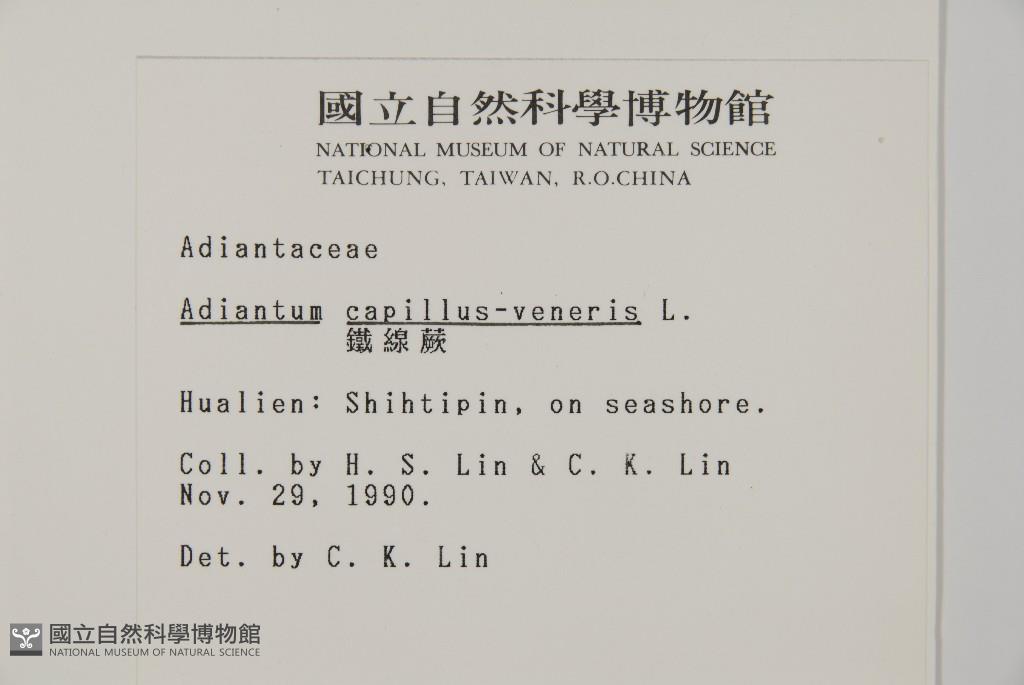 國立自然科學博物館
NATIONAL MUSEUM OF NATURAL SCIENCE
TAICHUNG, TAIWAN, R.O.CHINA
Adiantaceae
Adiantum capillus-veneris L.
鐵線蕨
Hualien: Shihtipin, on seashore.
Coll. by H. S. Lin & C. K. Lin
Nov. 29, 1990.
Det. by C. K. Lin
國立自然科學博物館
NATIONAL MUSEUM OF NATURAL SCIENCE